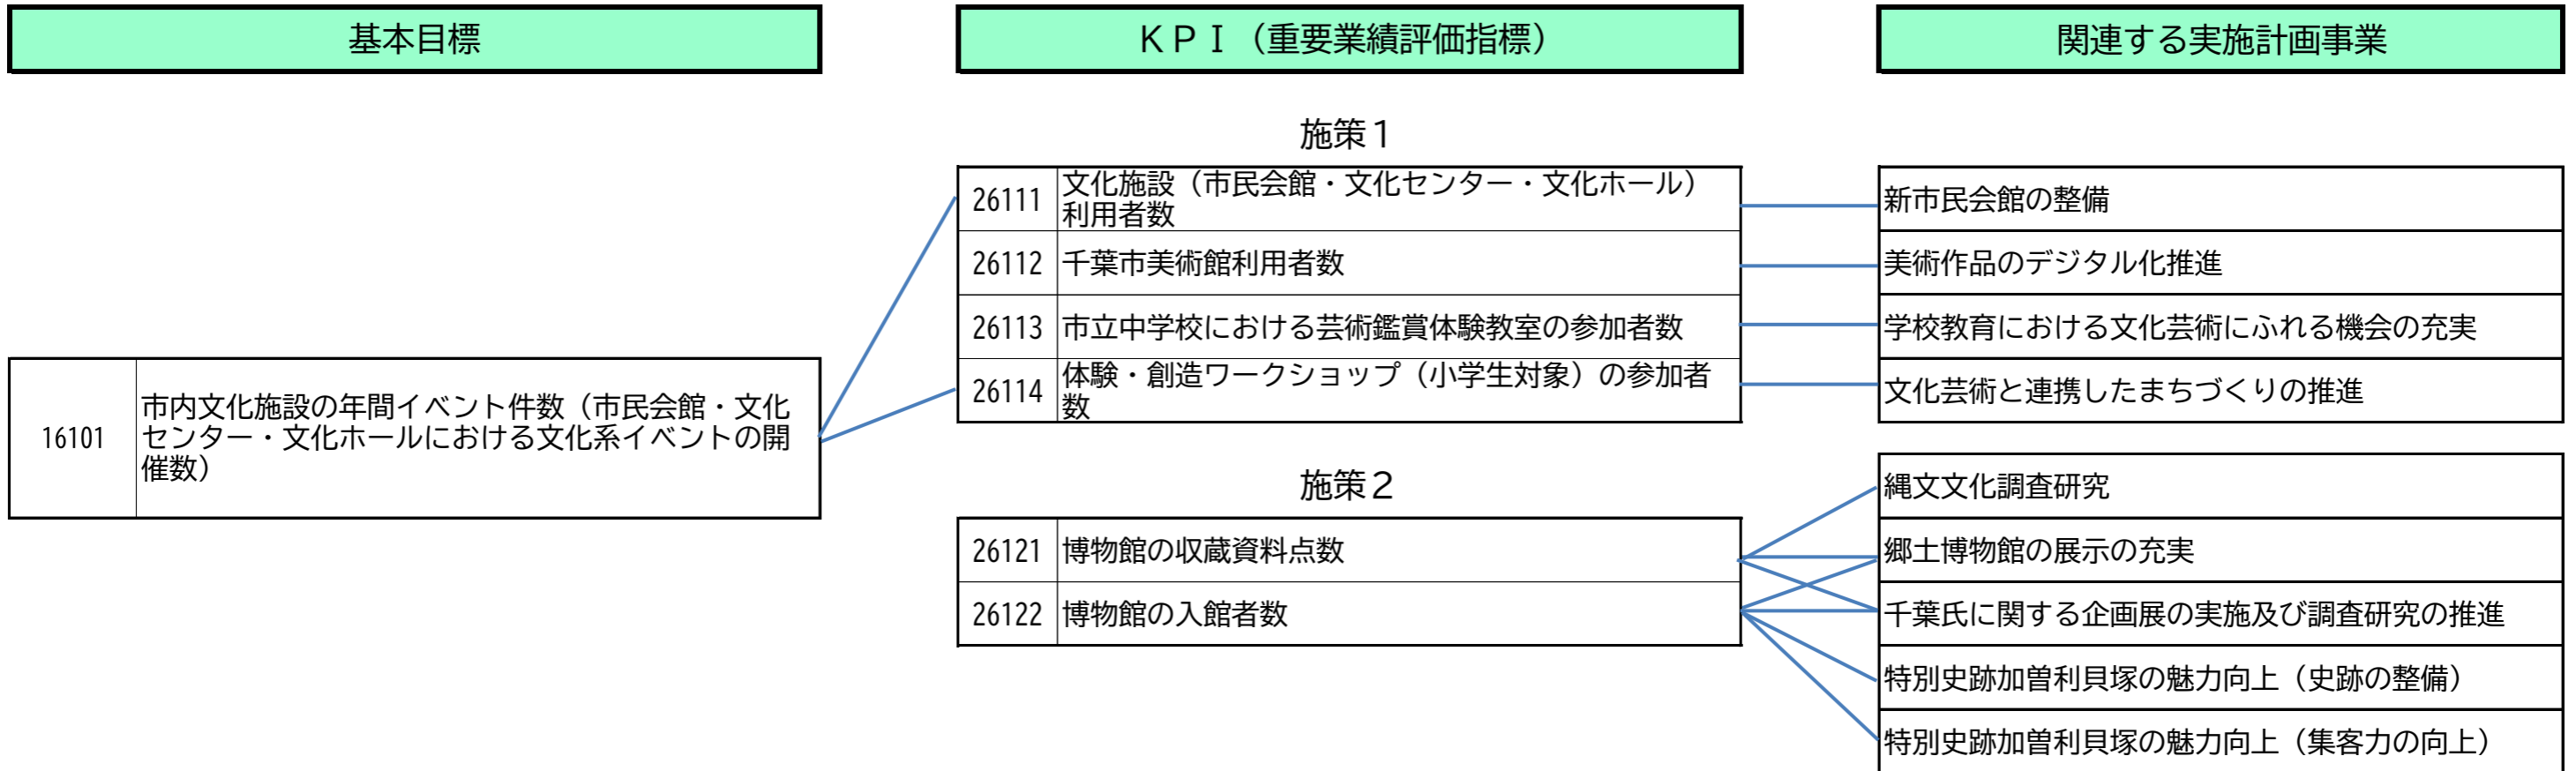 基本目標
ＫＰＩ（重要業績評価指標）
関連する実施計画事業
施策１
26111
文化施設（市民会館・文化センター・文化ホール）
利用者数
新市民会館の整備
26112
千葉市美術館利用者数
美術作品のデジタル化推進
26113
市立中学校における芸術鑑賞体験教室の参加者数
学校教育における文化芸術にふれる機会の充実
26114
体験・創造ワークショップ（小学生対象）の参加者
数
文化芸術と連携したまちづくりの推進
16101
市内文化施設の年間イベント件数（市民会館・文化
センター・文化ホールにおける文化系イベントの開
催数）
施策２
縄文文化調査研究
26121
博物館の収蔵資料点数
郷土博物館の展示の充実
26122
博物館の入館者数
千葉氏に関する企画展の実施及び調査研究の推進
特別史跡加曽利貝塚の魅力向上（史跡の整備）
特別史跡加曽利貝塚の魅力向上（集客力の向上）